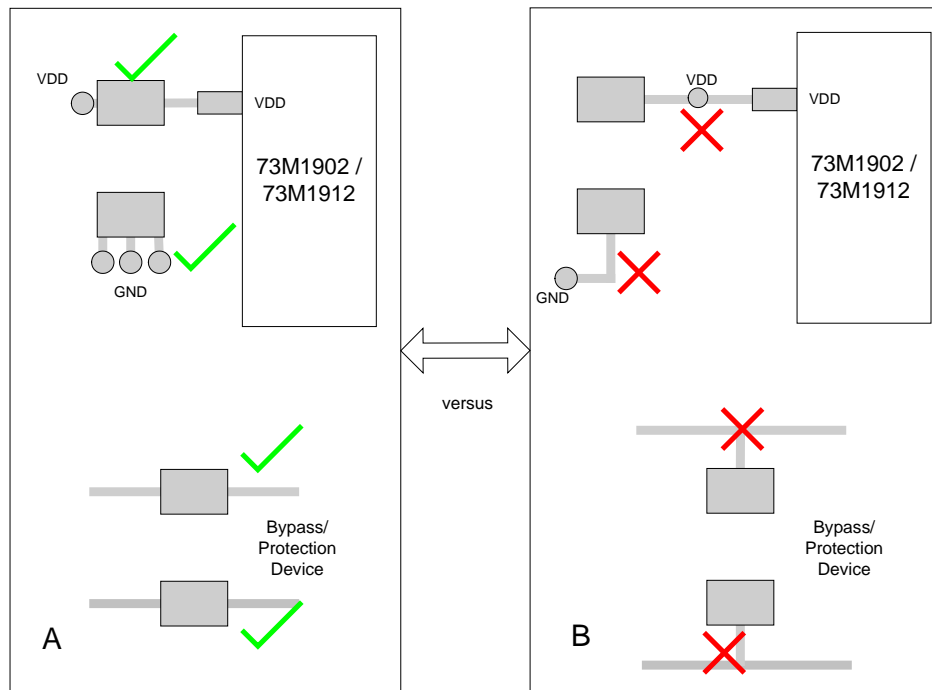 VDD
VDD
73M1902 /
73M1912
GND
Bypass/
Protection
Device
A
versus
VDD
VDD
73M1902 /
73M1912
GND
Bypass/
Protection
Device
B